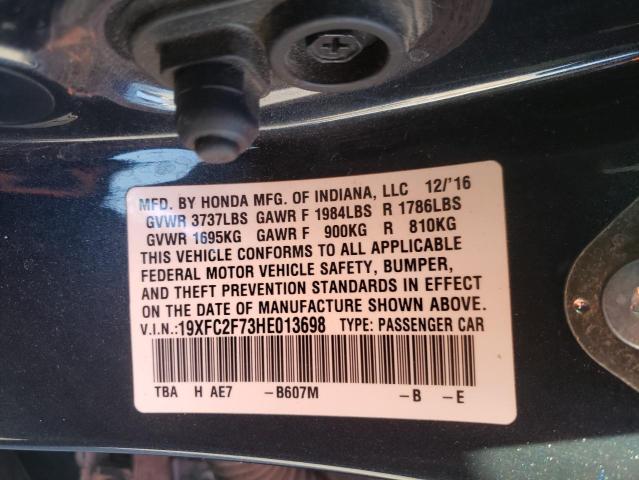 MFD. BY HONDA MFG. OF INDIANA, LLC 12/'16
GVWR 3737LBS GAWR F 1984LBS R 1786LBS
GVWR 1695KG GAWR F 900KG R 810KG
THIS VEHICLE CONFORMS TO ALL APPLICABLE
FEDERAL MOTOR VEHICLE SAFETY, BUMPER,
AND THEFT PREVENTION STANDARDS IN EFFECT
ON THE DATE OF MANUFACTURE SHOWN ABOVE.
V.I.N.:19XFC2F73HE013698 TYPE: PASSENGER CAR
TBA H AE7 -B607M -B -E